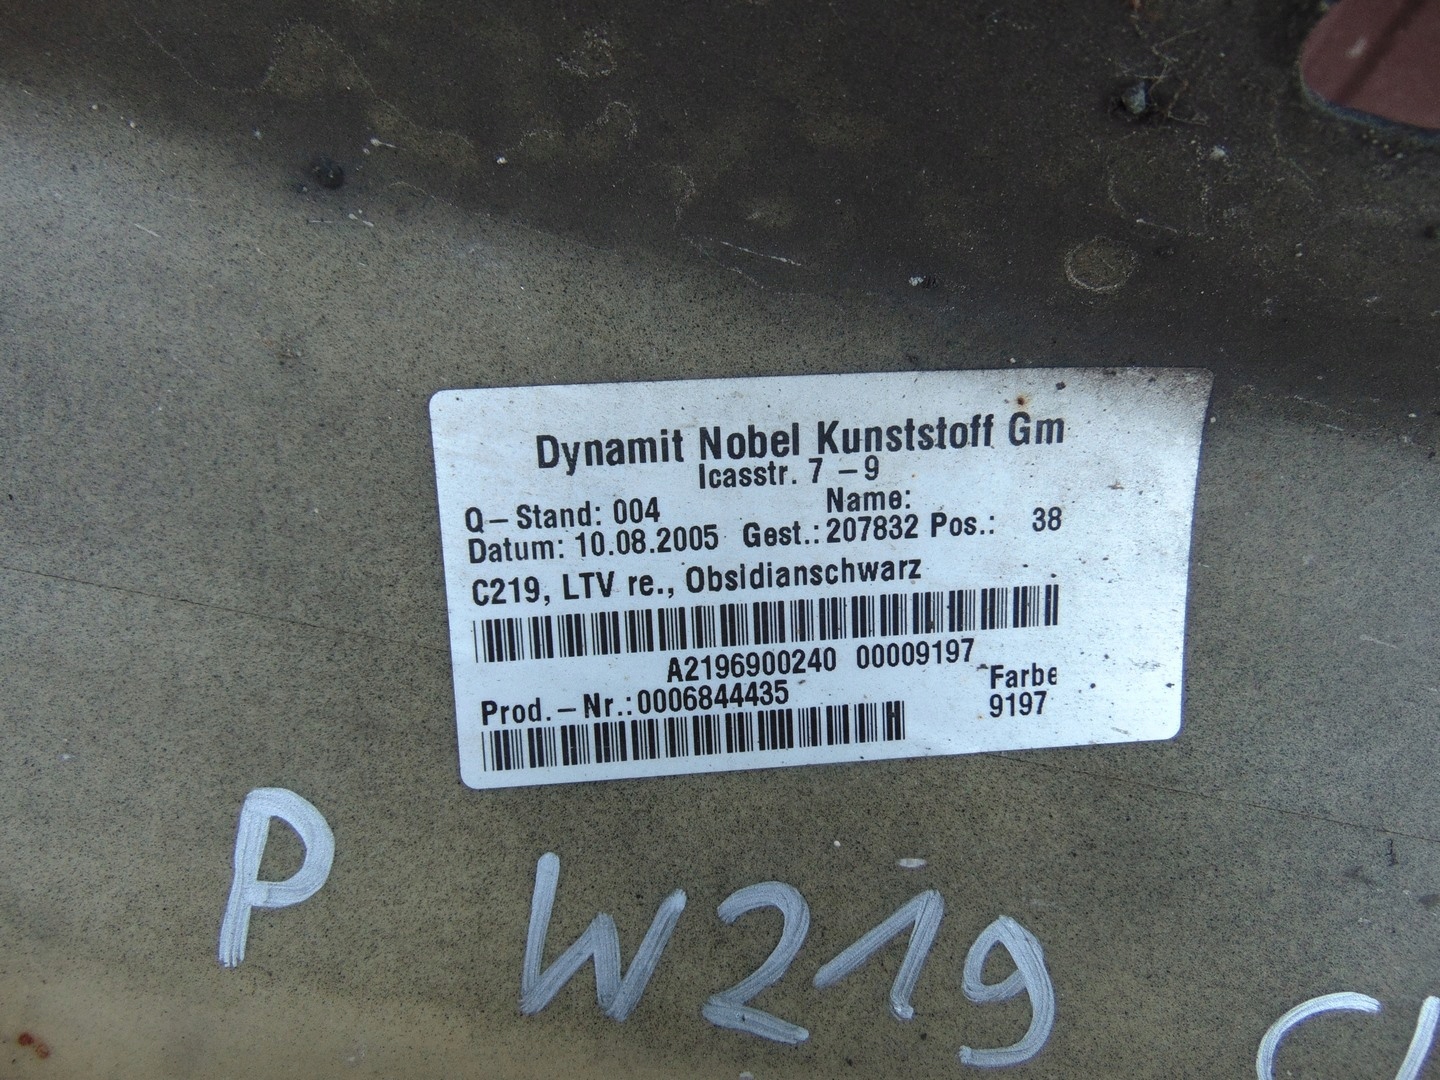 Dynamit Nobel Kunststoff Gm
Icasstr. 7 – 9
Q – Stand: 004 Name:
Datum: 10.08.2005 Gest.: 207832 Pos.: 38
C219, LTV re., Obsidianschwarz
A2196900240 00009197
Prod. – Nr.: 0006844435 Farbe
9197
P W219